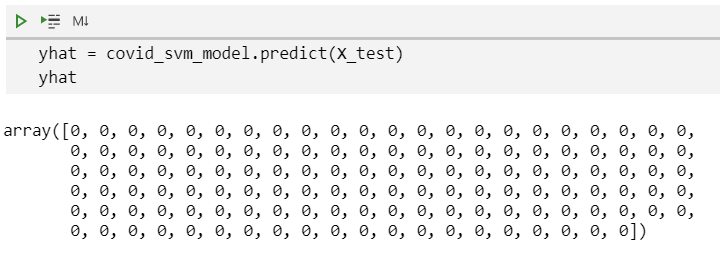 M↓
yhat = covid_svm_model.predict(X_test)
yhat
array([0, 0, 0, 0, 0, 0, 0, 0, 0, 0, 0, 0, 0, 0, 0, 0, 0, 0, 0, 0, 0, 0,
0, 0, 0, 0, 0, 0, 0, 0, 0, 0, 0, 0, 0, 0, 0, 0, 0, 0, 0, 0, 0, 0,
0, 0, 0, 0, 0, 0, 0, 0, 0, 0, 0, 0, 0, 0, 0, 0, 0, 0, 0, 0, 0, 0,
0, 0, 0, 0, 0, 0, 0, 0, 0, 0, 0, 0, 0, 0, 0, 0, 0, 0, 0, 0, 0, 0,
0, 0, 0, 0, 0, 0, 0, 0, 0, 0, 0, 0, 0, 0, 0, 0, 0, 0, 0, 0, 0, 0,
0, 0, 0, 0, 0, 0, 0, 0, 0, 0, 0, 0, 0, 0, 0, 0, 0, 0, 0, 0])